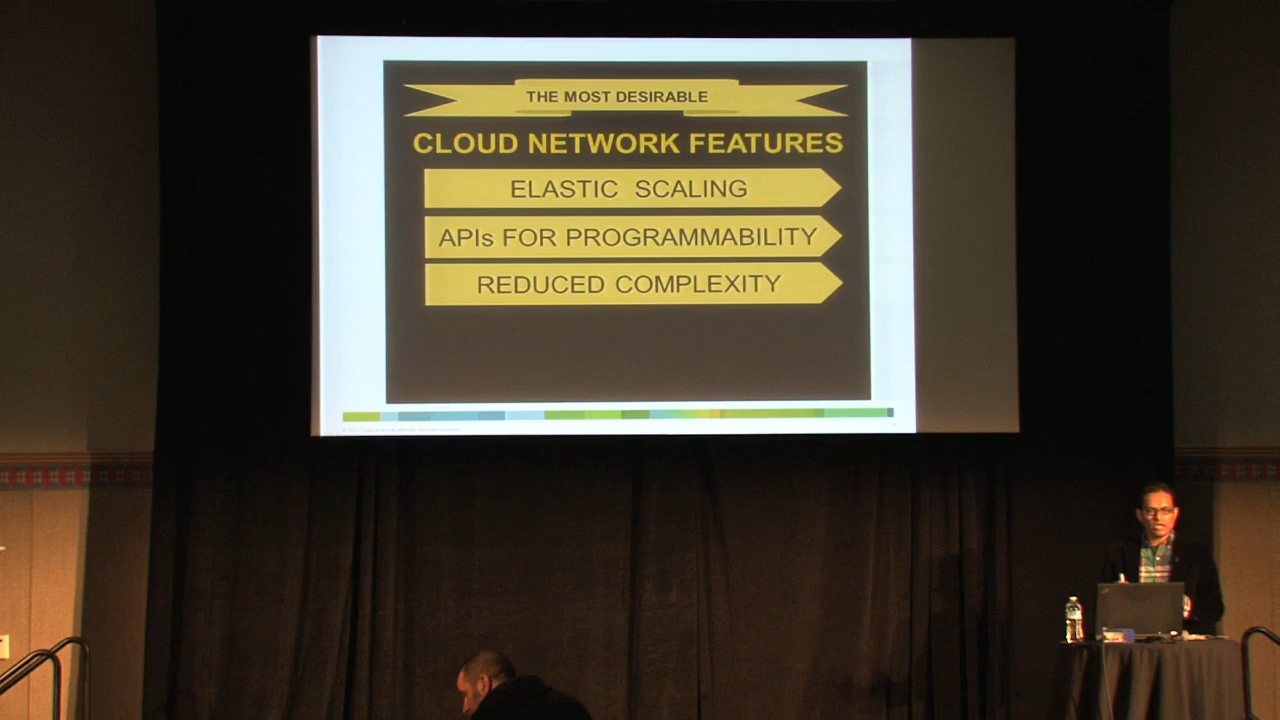 THE MOST DESIRABLE
CLOUD NETWORK FEATURES
ELASTIC SCALING
APIs FOR PROGRAMMABILITY
REDUCED COMPLEXITY